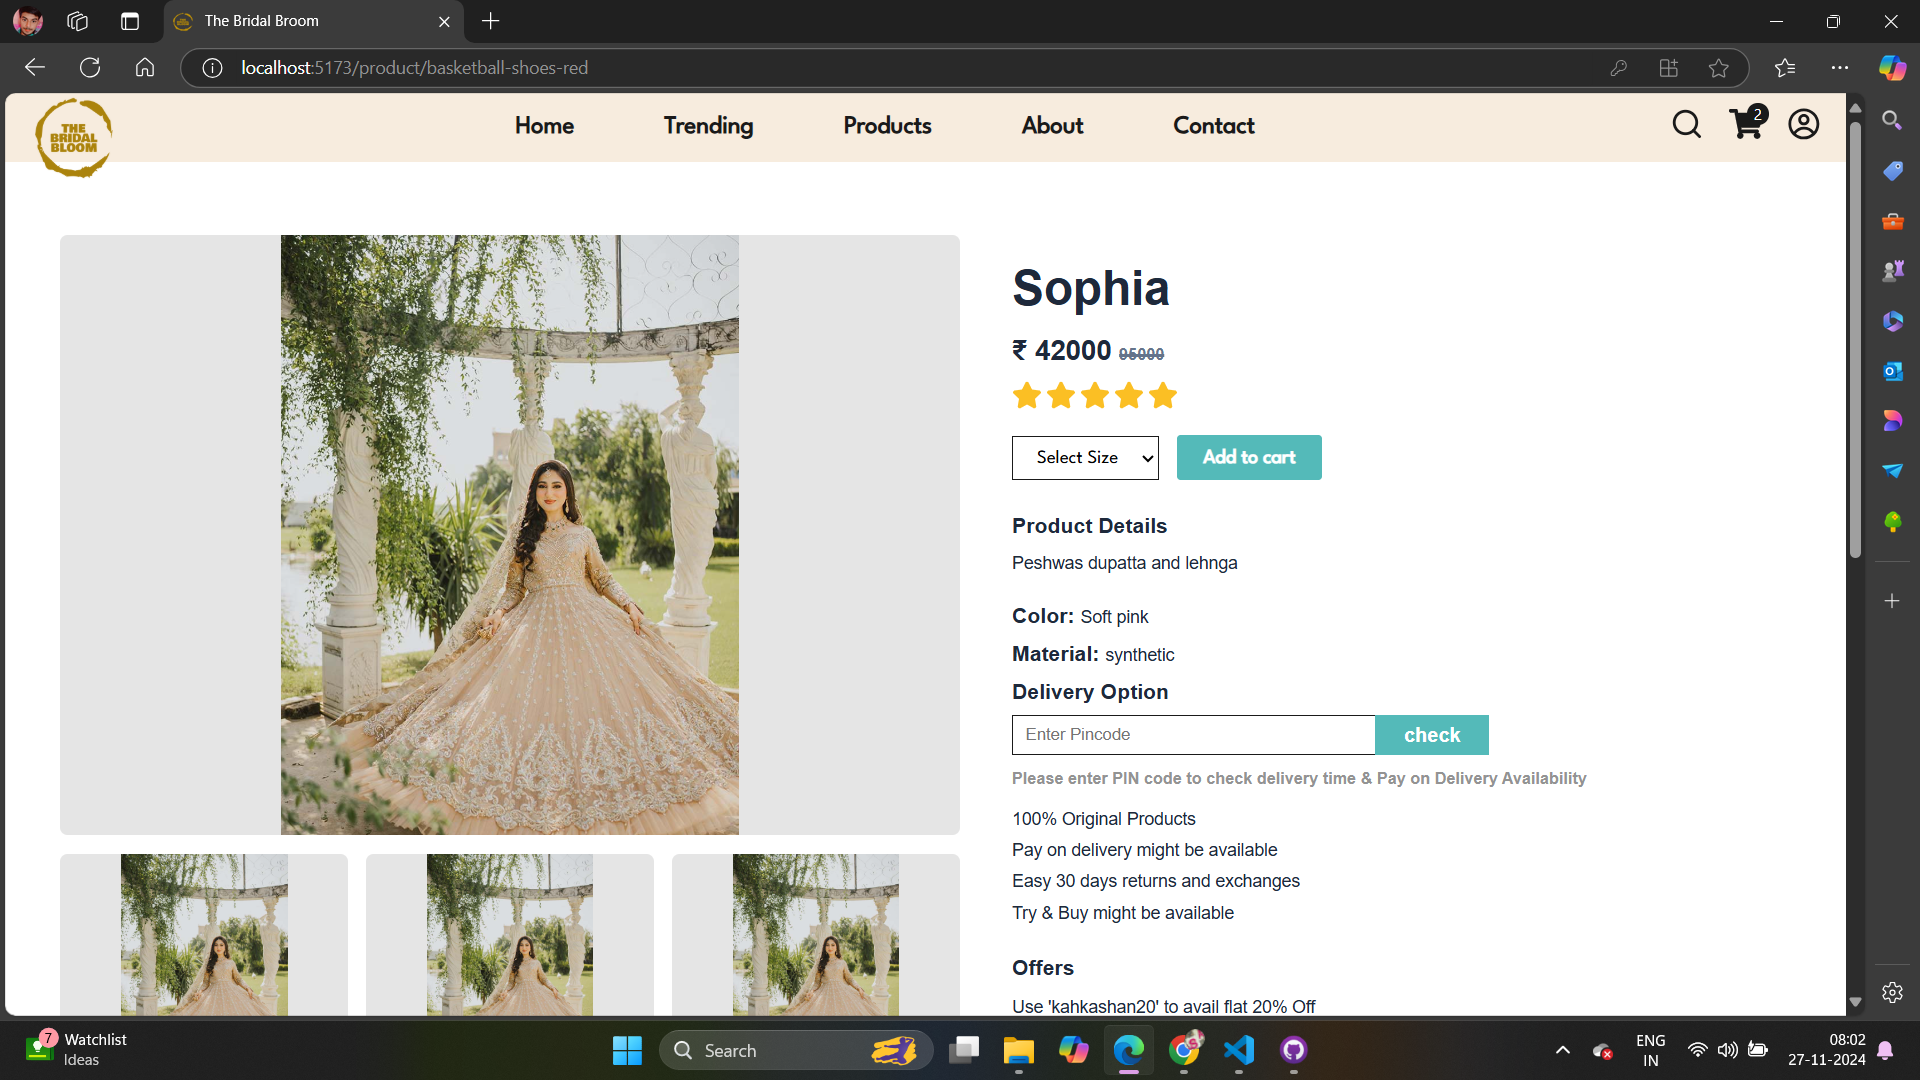 The Bridal Broom
localhost:5173/product/basketball-shoes-red
THE
BRIDAL
BLOOM
Home
Trending
Products
About
Contact
2
Sophia
₹ 42000 95000
Select Size
Add to cart
Product Details
Peshwas dupatta and lehnga
Color: Soft pink
Material: synthetic
Delivery Option
Enter Pincode
check
Please enter PIN code to check delivery time & Pay on Delivery Availability
100% Original Products
Pay on delivery might be available
Easy 30 days returns and exchanges
Try & Buy might be available
Offers
Use 'kahkashan20' to avail flat 20% Off
7
Watchlist
Ideas
Search
ENG
IN
08:02
27-11-2024